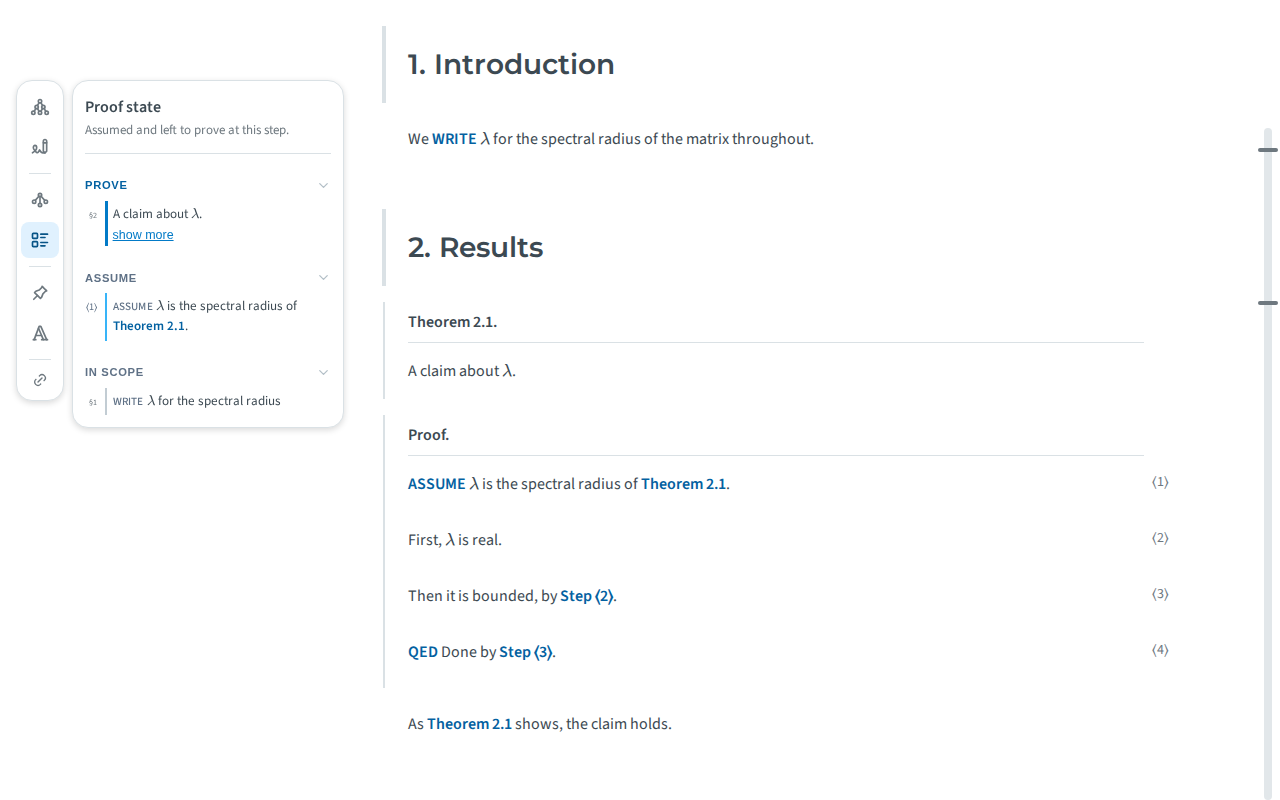 Proof state
Assumed and left to prove at this step.
PROVE
§2 A claim about λ.
show more
ASSUME
⟨1⟩ ASSUME λ is the spectral radius of
Theorem 2.1.
IN SCOPE
§1 WRITE λ for the spectral radius
1. Introduction
We WRITE λ for the spectral radius of the matrix throughout.
2. Results
Theorem 2.1.
A claim about λ.
Proof.
ASSUME λ is the spectral radius of Theorem 2.1. ⟨1⟩
First, λ is real. ⟨2⟩
Then it is bounded, by Step ⟨2⟩. ⟨3⟩
QED Done by Step ⟨3⟩. ⟨4⟩
As Theorem 2.1 shows, the claim holds.